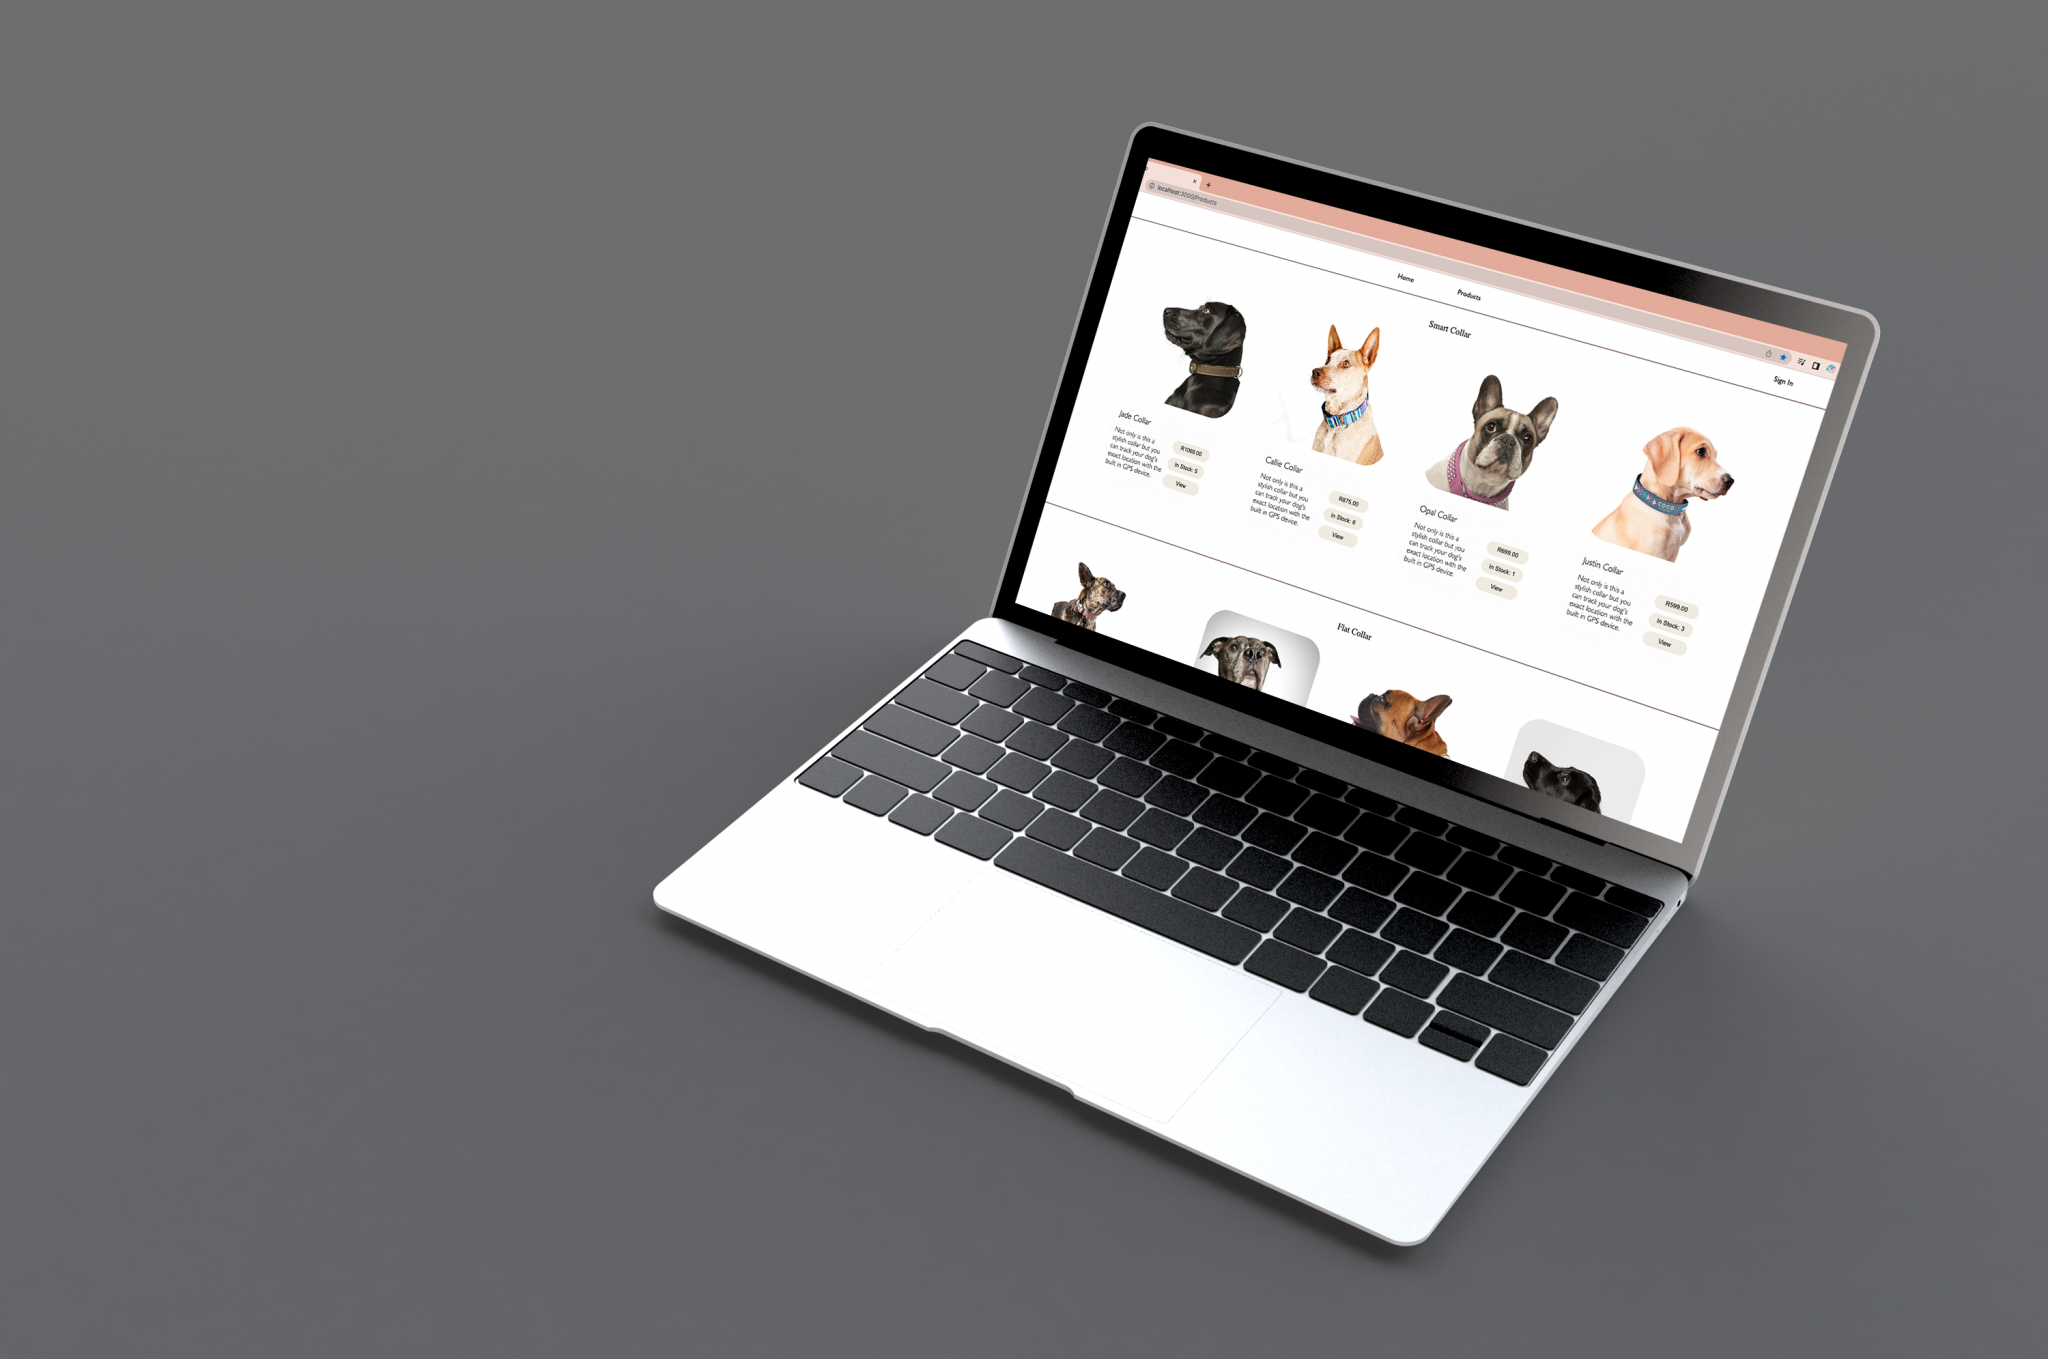 localhost:3000/Products
Home
Products
Sign In
Smart Collar
Jade Collar
Not only is this a
stylish collar but you
can track your dog's
exact location with the
built in GPS device.
R1088.00
In Stock: 5
View
Callie Collar
Not only is this a
stylish collar but you
can track your dog's
exact location with the
built in GPS device.
R875.00
In Stock: 6
View
Opal Collar
Not only is this a
stylish collar but you
can track your dog's
exact location with the
built in GPS device.
R699.00
In Stock: 1
View
Justin Collar
Not only is this a
stylish collar but you
can track your dog's
exact location with the
built in GPS device.
R599.00
In Stock: 3
View
COCO
Flat Collar